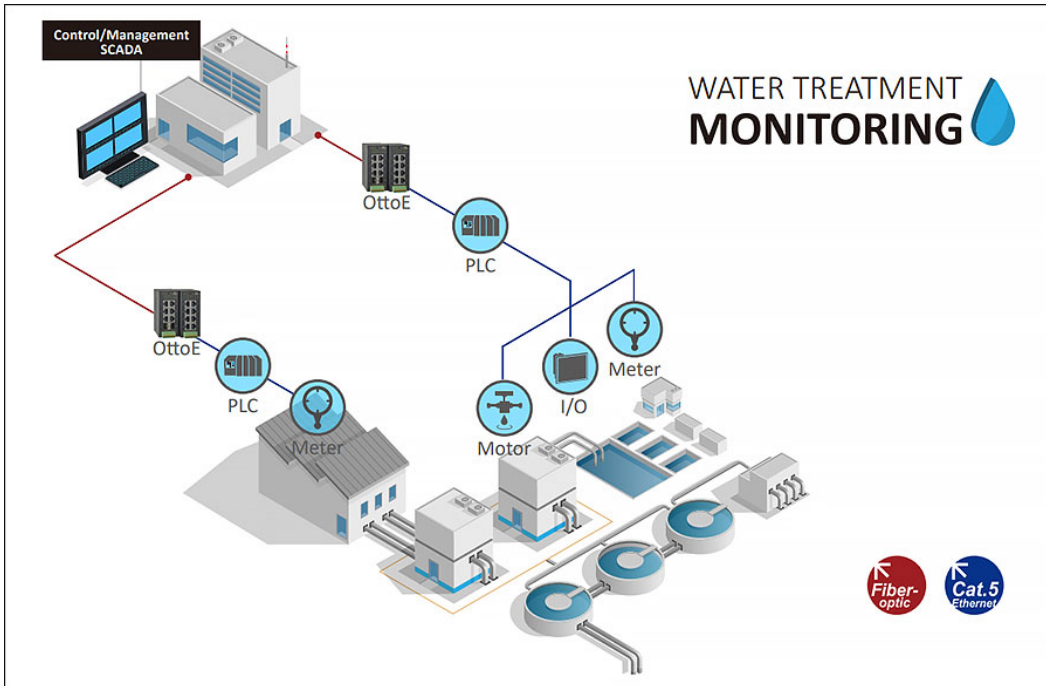 Control/Management
SCADA
WATER TREATMENT
MONITORING
OttoE
PLC
OttoE
PLC
Meter
Meter
I/O
Motor
Fiber-
optic
Cat.5
Ethernet